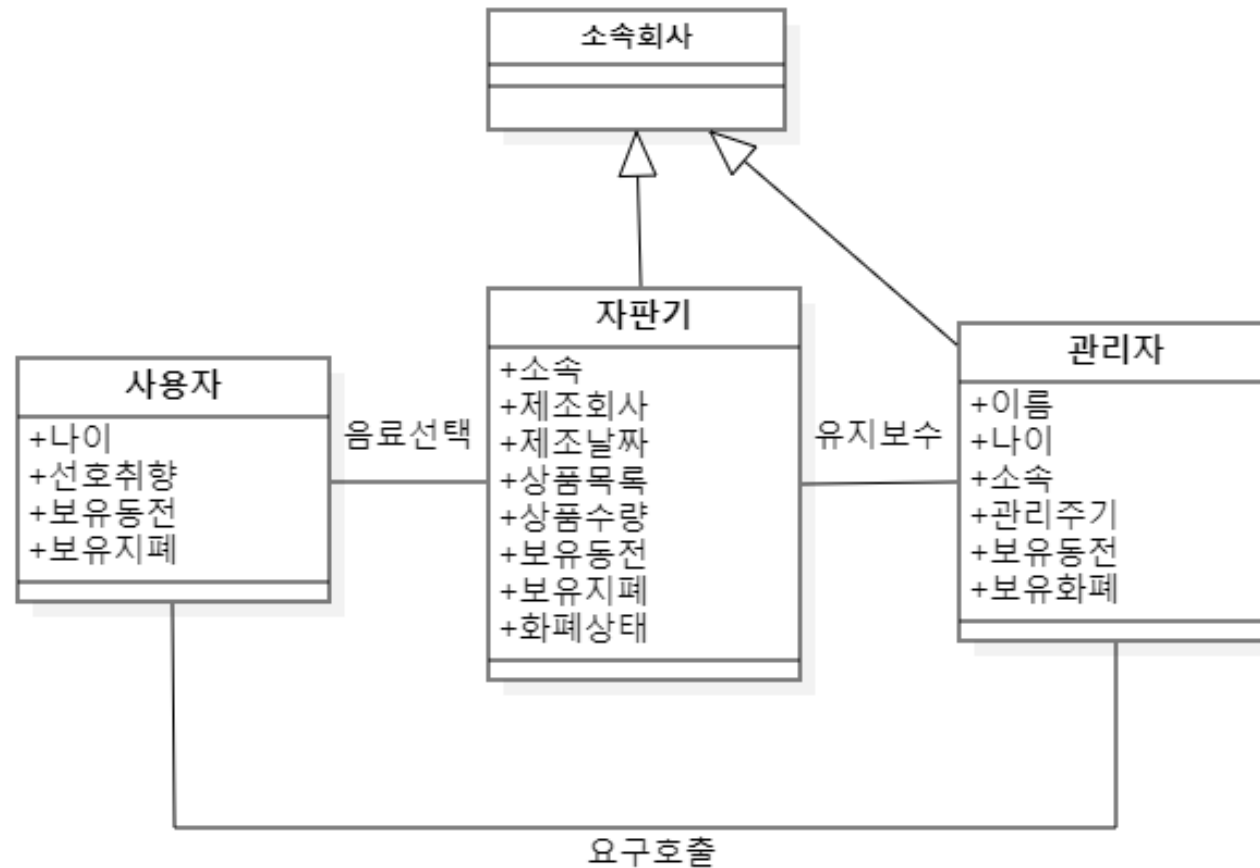 소속회사
자판기
+소속
+제조회사
+제조날짜
+상품목록
+상품수량
+보유동전
+보유지폐
+화폐상태
관리자
+이름
+나이
+소속
+관리주기
+보유동전
+보유화폐
사용자
+나이
+선호취향
+보유동전
+보유지폐
음료선택
유지보수
요구호출